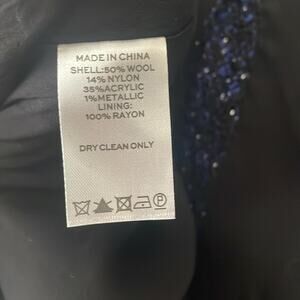 MADE IN CHINA
SHELL:50% WOOL
14% NYLON
35%ACRYLIC
1%METALLIC
LINING:
100% RAYON
DRY CLEAN ONLY
P